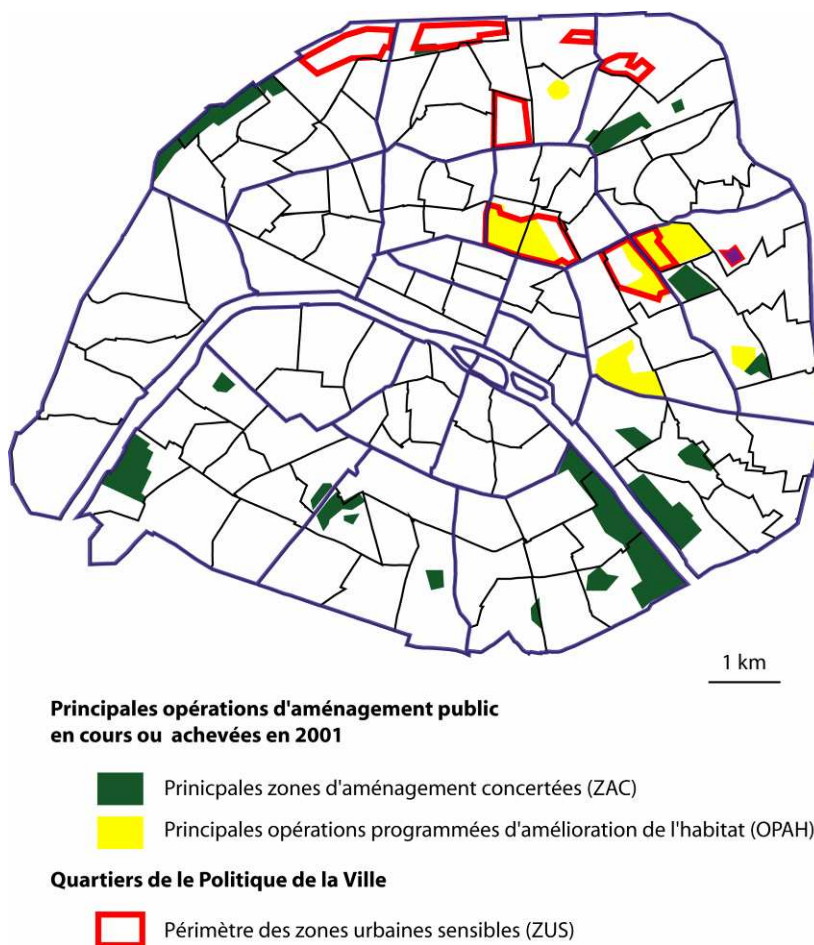 1 km
Principales opérations d'aménagement public
en cours ou achevées en 2001
Prinicpales zones d'aménagement concertées (ZAC)
Principales opérations programmées d'amélioration de l'habitat (OPAH)
Quartiers de le Politique de la Ville
Périmètre des zones urbaines sensibles (ZUS)